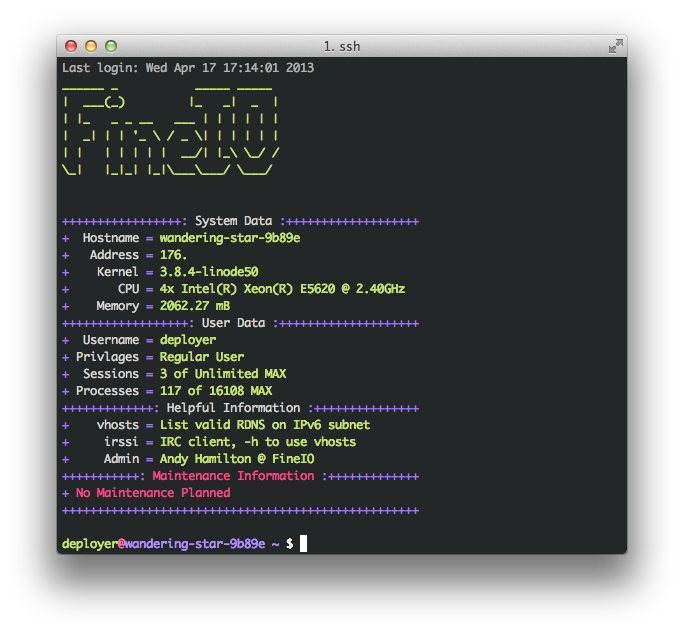 1. ssh
Last login: Wed Apr 17 17:14:01 2013
FineIO
++++++++++++++++++: System Data :+++++++++++++++++++
+  Hostname = wandering-star-9b89e
+   Address = 176.
+    Kernel = 3.8.4-linode50
+       CPU = 4x Intel(R) Xeon(R) E5620 @ 2.40GHz
+    Memory = 2062.27 mB
++++++++++++++++++: User Data :++++++++++++++++++++
+  Username = deployer
+ Privlages = Regular User
+  Sessions = 3 of Unlimited MAX
+ Processes = 117 of 16108 MAX
+++++++++++++: Helpful Information :+++++++++++++++
+    vhosts = List valid RDNS on IPv6 subnet
+     irssi = IRC client, -h to use vhosts
+     Admin = Andy Hamilton @ FineIO
+++++++++++: Maintenance Information :+++++++++++++
+ No Maintenance Planned
+++++++++++++++++++++++++++++++++++++++++++++++++++
deployer@wandering-star-9b89e ~ $